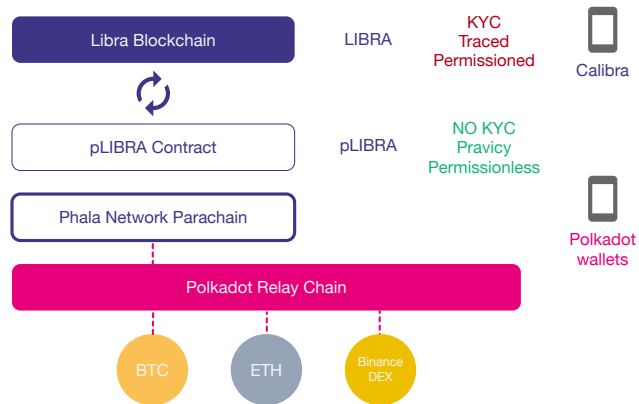 Libra Blockchain
LIBRA
KYC
Traced
Permissioned
Calibra
pLIBRA Contract
pLIBRA
NO KYC
Pravicy
Permissionless
Phala Network Parachain
Polkadot
wallets
Polkadot Relay Chain
BTC
ETH
Binance
DEX